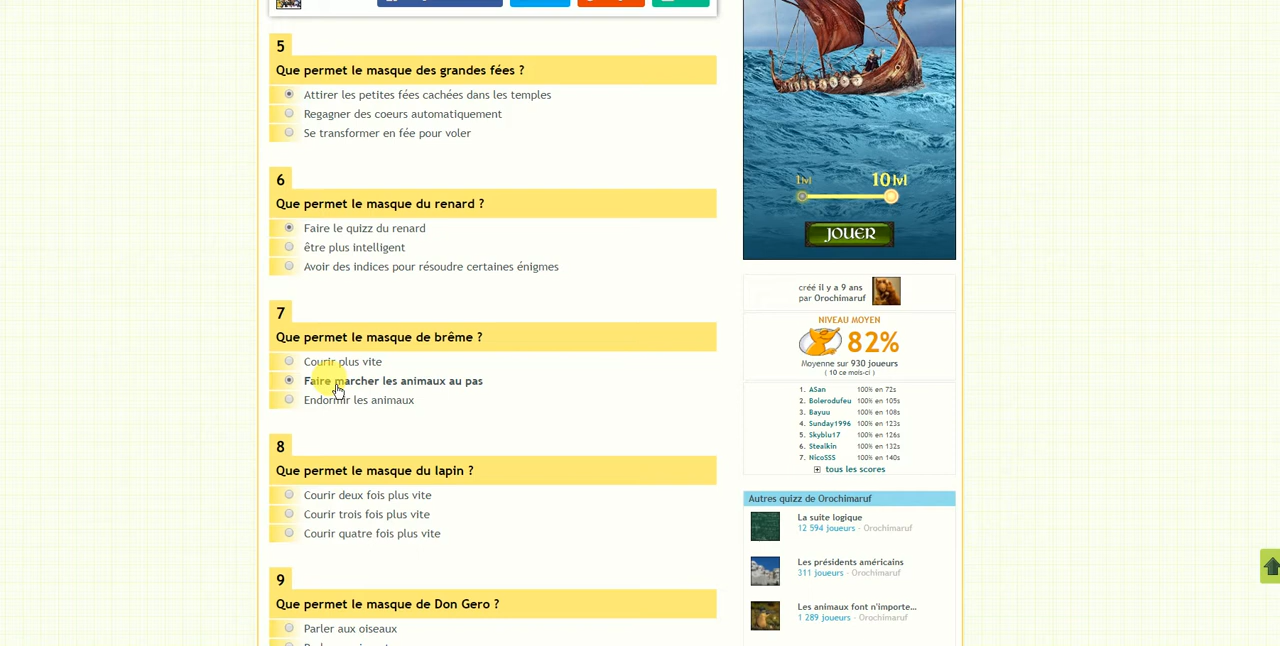 5
Que permet le masque des grandes fées ?
Attirer les petites fées cachées dans les temples
Regagner des coeurs automatiquement
Se transformer en fée pour voler
6
Que permet le masque du renard ?
Faire le quizz du renard
être plus intelligent
Avoir des indices pour résoudre certaines énigmes
7
Que permet le masque de brême ?
Courir plus vite
Faire marcher les animaux au pas
Endormir les animaux
8
Que permet le masque du lapin ?
Courir deux fois plus vite
Courir trois fois plus vite
Courir quatre fois plus vite
9
Que permet le masque de Don Gero ?
Parler aux oiseaux
1 lvl
10 lvl
JOUER
créé il y a 9 ans
par Orochimaruf
NIVEAU MOYEN
82%
Moyenne sur 930 joueurs
( 10 ce mois-ci )
1. ASan 100% en 72s
2. Bolerodufeu 100% en 105s
3. Bayuu 100% en 108s
4. Sunday1996 100% en 123s
5. Skyblu17 100% en 126s
6. Stealkin 100% en 132s
7. NicoSSS 100% en 140s
tous les scores
Autres quizz de Orochimaruf
La suite logique
12 594 joueurs - Orochimaruf
Les présidents américains
311 joueurs - Orochimaruf
Les animaux font n'importe...
1 289 joueurs - Orochimaruf